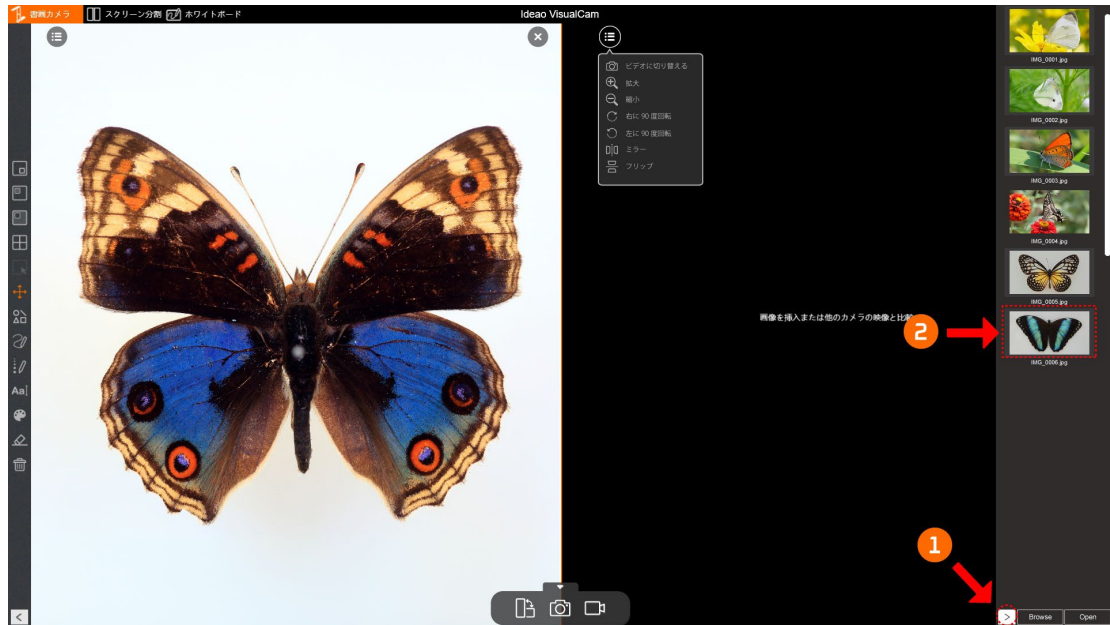 書画カメラ スクリーン分割 ホワイトボード Ideao VisualCam
ビデオに切り替える
拡大
縮小
右に 90 度回転
左に 90 度回転
ミラー
フリップ
Aa
画像を挿入または他のカメラの映像と比較
IMG_0001.jpg
IMG_0002.jpg
IMG_0003.jpg
IMG_0004.jpg
IMG_0005.jpg
2
IMG_0006.jpg
1
< > Browse Open